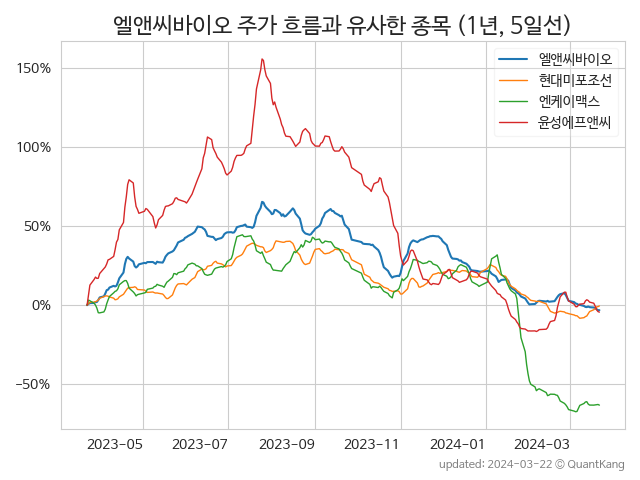 엘앤씨바이오 주가 흐름과 유사한 종목 (1년, 5일선)
엘앤씨바이오
현대미포조선
엔케이맥스
윤성에프앤씨
150%
100%
50%
0%
−50%
2023-05 2023-07 2023-09 2023-11 2024-01 2024-03
updated: 2024-03-22 © QuantKang